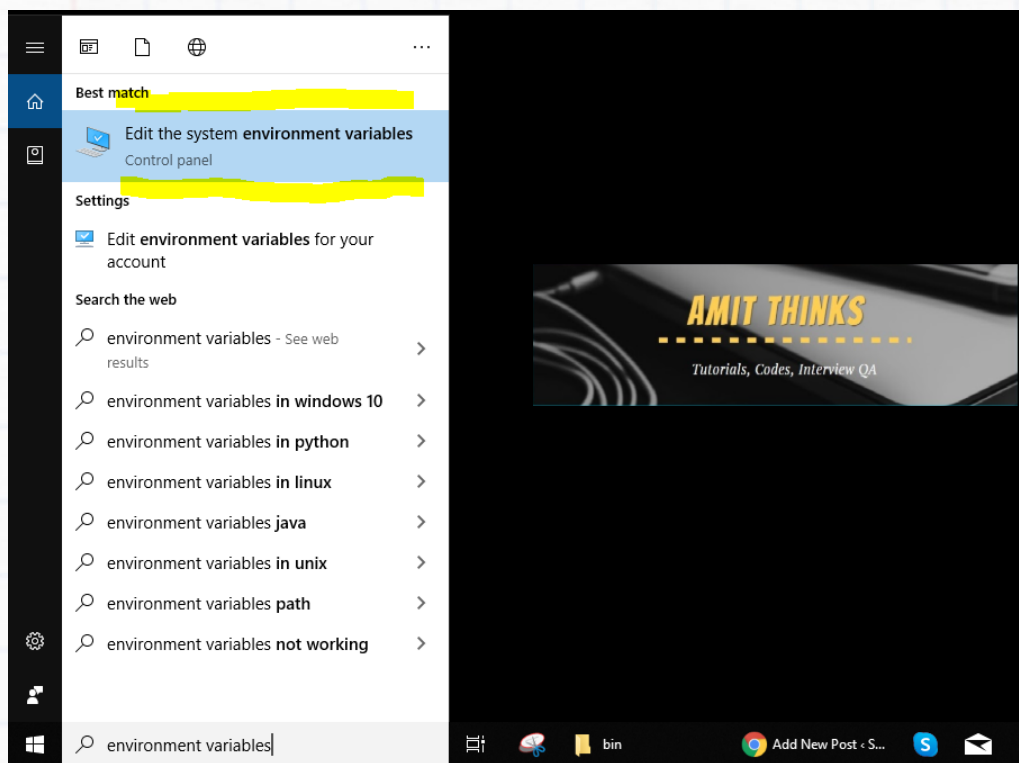 Best match
Edit the system environment variables
Control panel
Settings
Edit environment variables for your
account
Search the web
environment variables - See web
results
environment variables in windows 10
environment variables in python
environment variables in linux
environment variables java
environment variables in unix
environment variables path
environment variables not working
environment variables
AMIT THINKS
Tutorials, Codes, Interview QA
bin
Add New Post ‹ S...
S